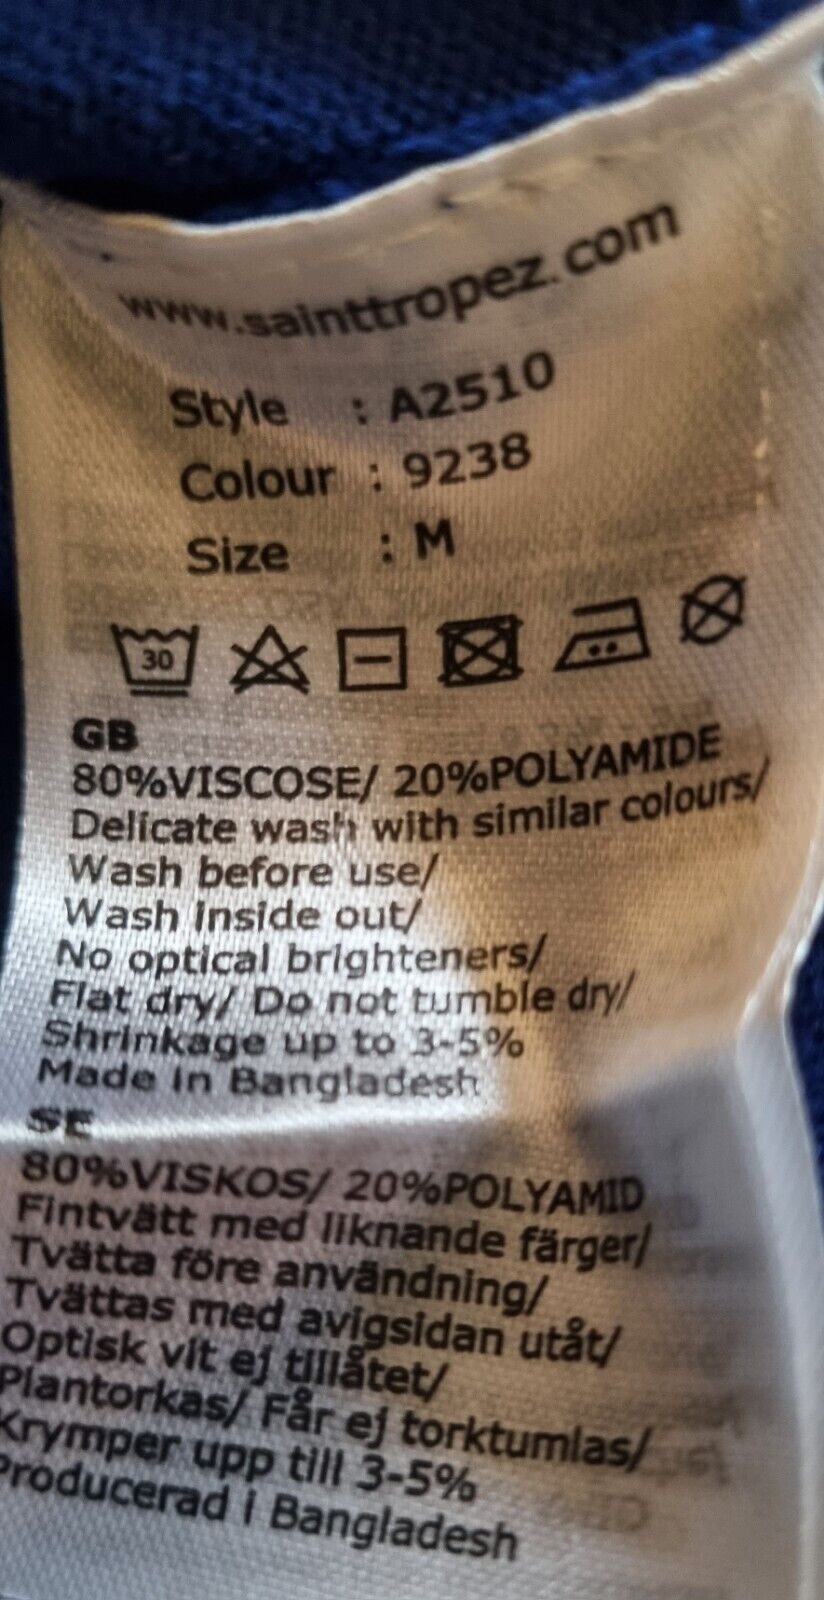 www.sainttropez.com
Style : A2510
Colour : 9238
Size : M
30
GB
80%VISCOSE/ 20%POLYAMIDE
Delicate wash with similar colours/
Wash before use/
Wash inside out/
No optical brighteners/
Flat dry/ Do not tumble dry/
Shrinkage up to 3-5%
Made in Bangladesh
SE
80%VISKOS/ 20%POLYAMID
Fintvätt med liknande färger/
Tvätta före användning/
Tvättas med avigsidan utåt/
Optisk vit ej tillåtet/
Plantorkas/ Får ej torktumlas/
Krymper upp till 3-5%
Producerad i Bangladesh